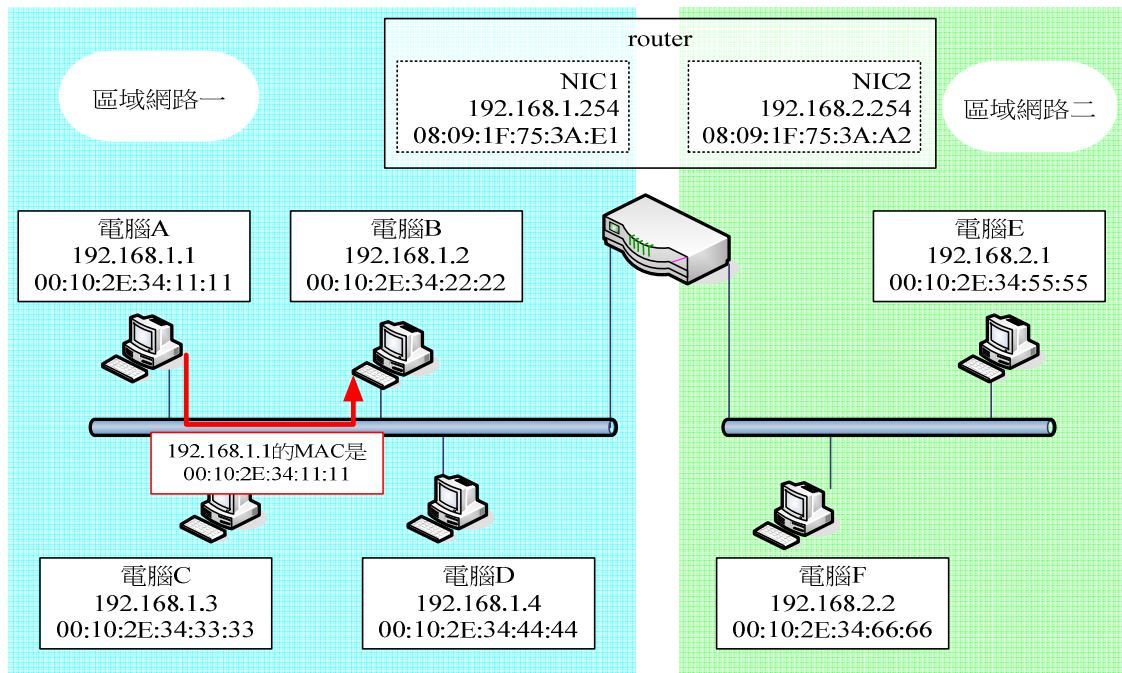 router
NIC1
192.168.1.254
08:09:1F:75:3A:E1
NIC2
192.168.2.254
08:09:1F:75:3A:A2
區域網路一
區域網路二
電腦A
192.168.1.1
00:10:2E:34:11:11
電腦B
192.168.1.2
00:10:2E:34:22:22
電腦E
192.168.2.1
00:10:2E:34:55:55
192.168.1.1的MAC是
00:10:2E:34:11:11
電腦C
192.168.1.3
00:10:2E:34:33:33
電腦D
192.168.1.4
00:10:2E:34:44:44
電腦F
192.168.2.2
00:10:2E:34:66:66